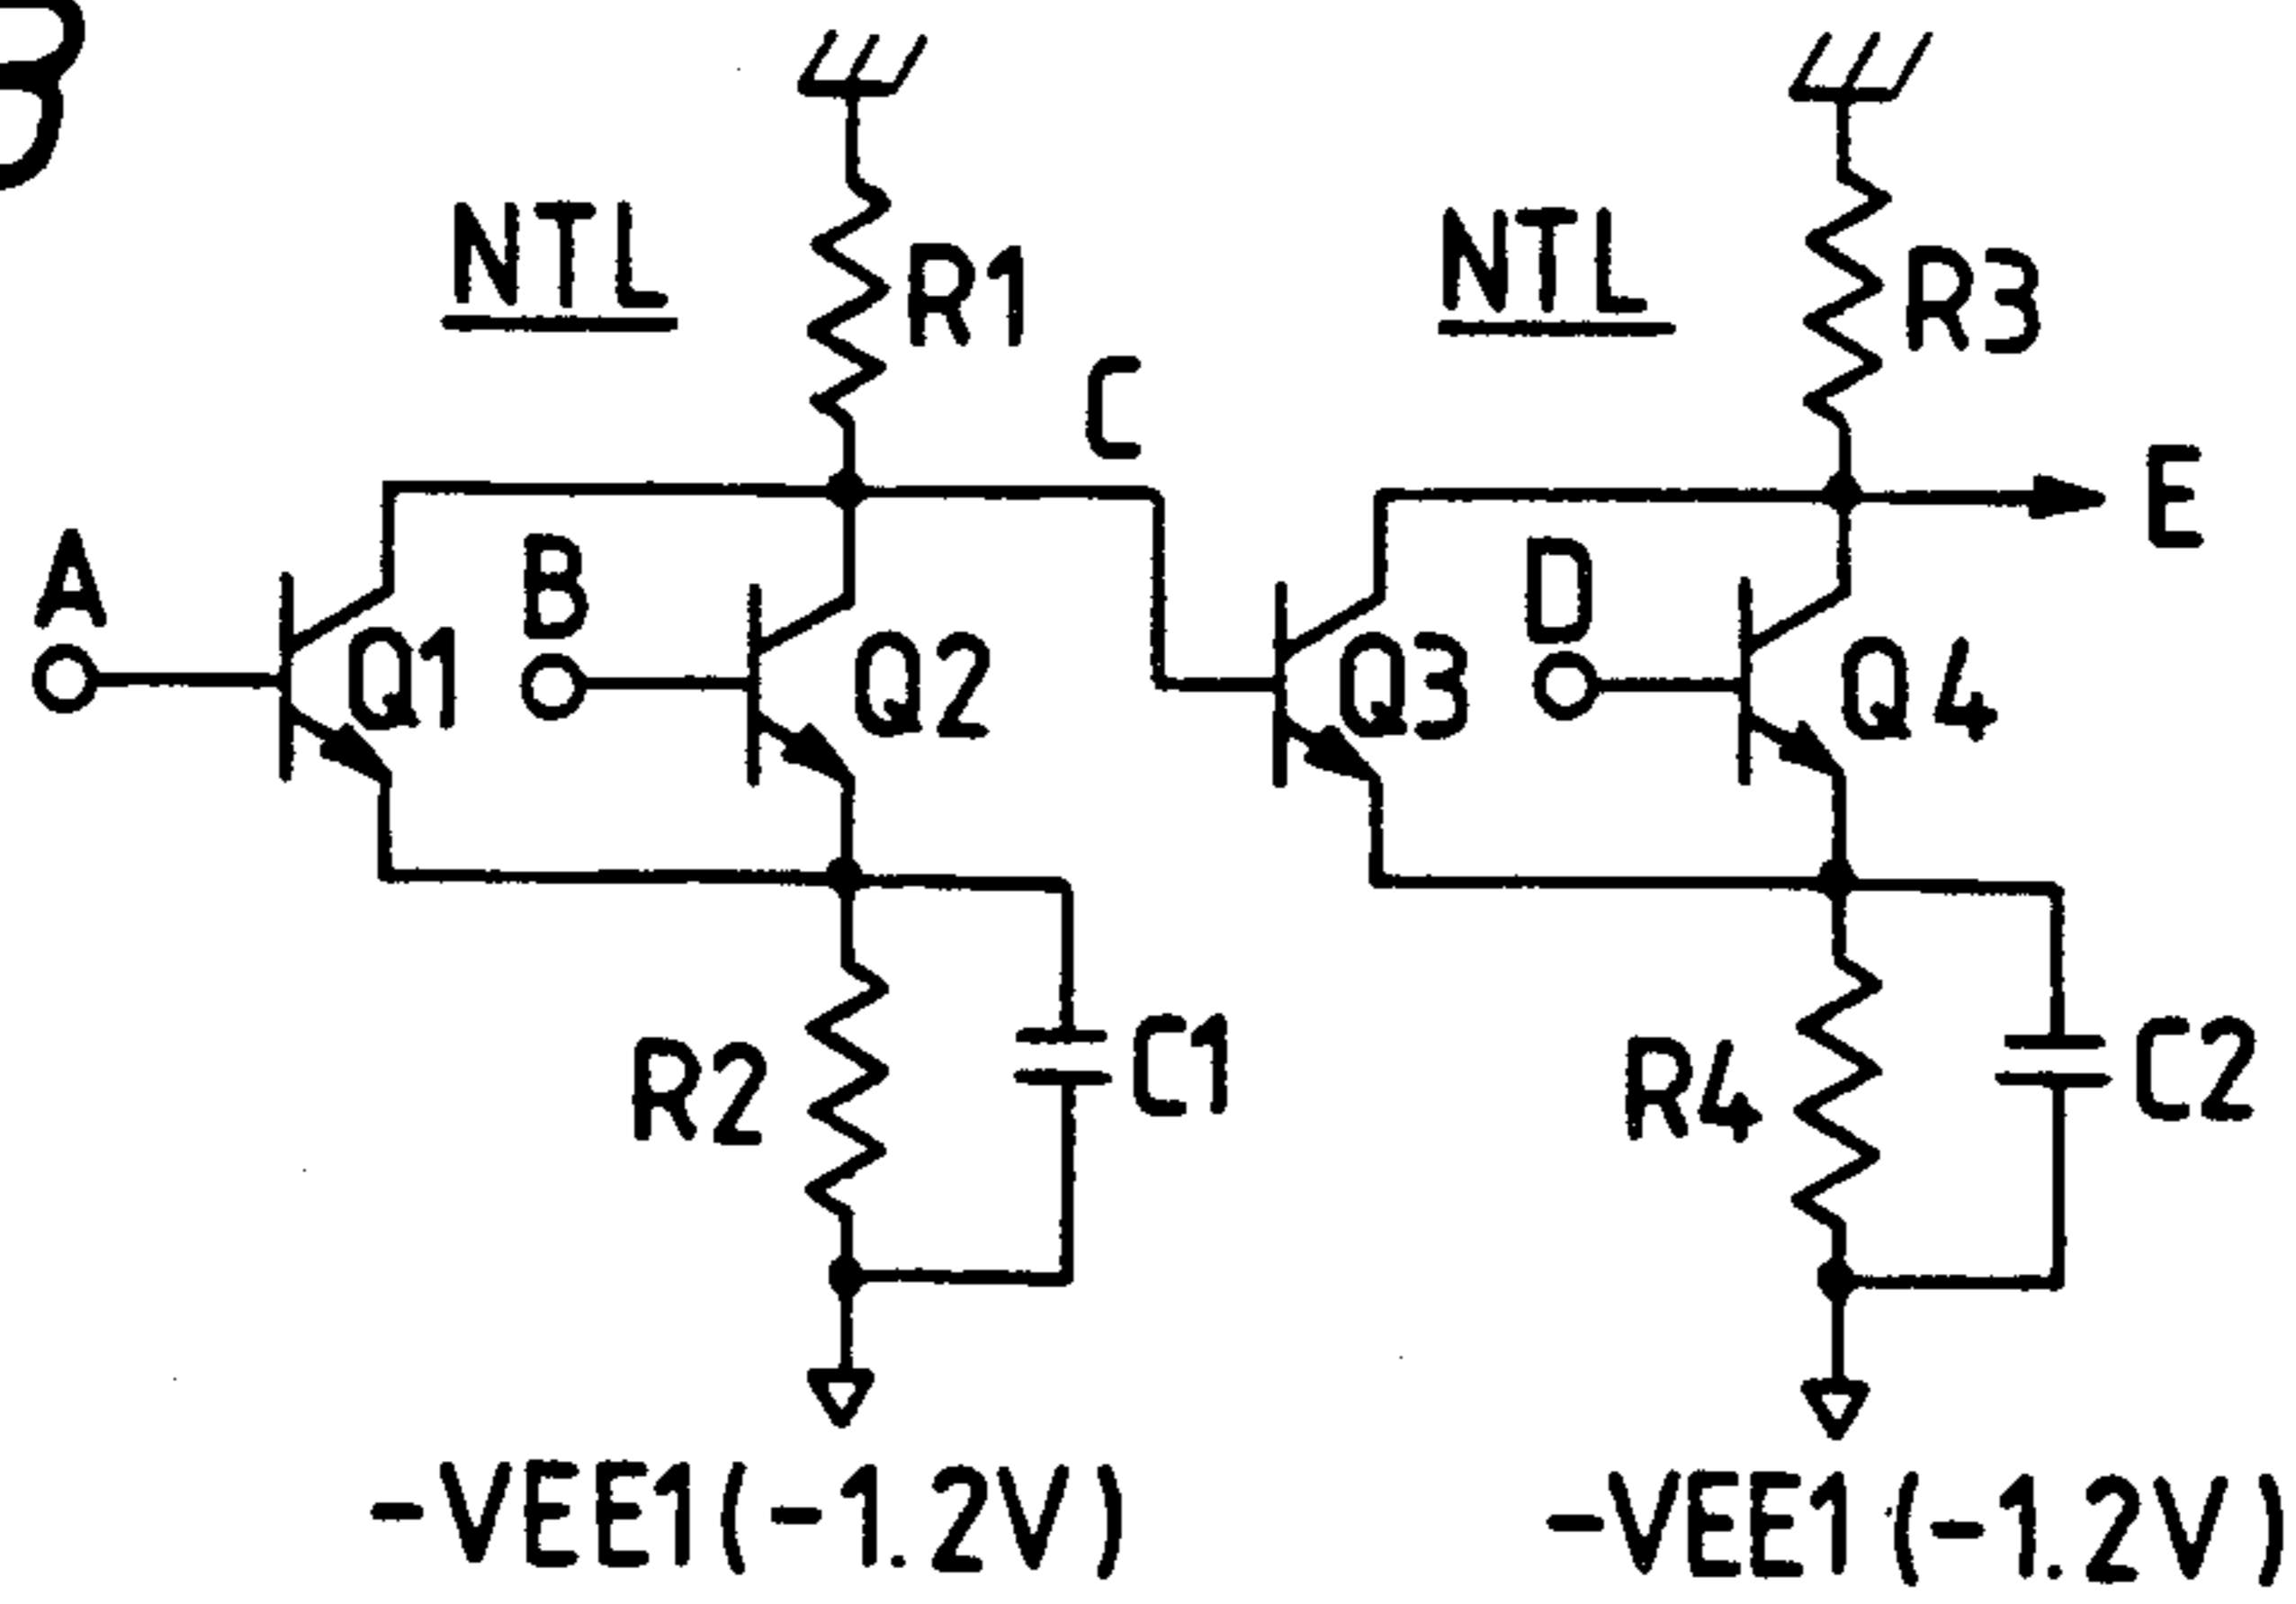 B
NTL
R1
NTL
R3
C
E
A
B
D
Q1
Q2
Q3
Q4
R2
C1
R4
C2
-VEE1(-1.2V)
-VEE1(-1.2V)